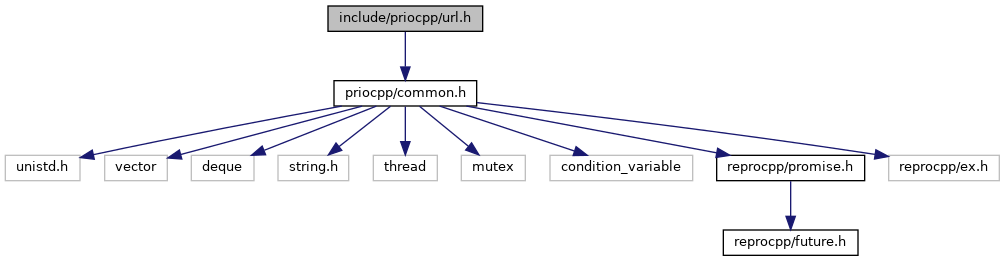 include/priocpp/url.h
priocpp/common.h
unistd.h
vector
deque
string.h
thread
mutex
condition_variable
reprocpp/promise.h
reprocpp/ex.h
reprocpp/future.h